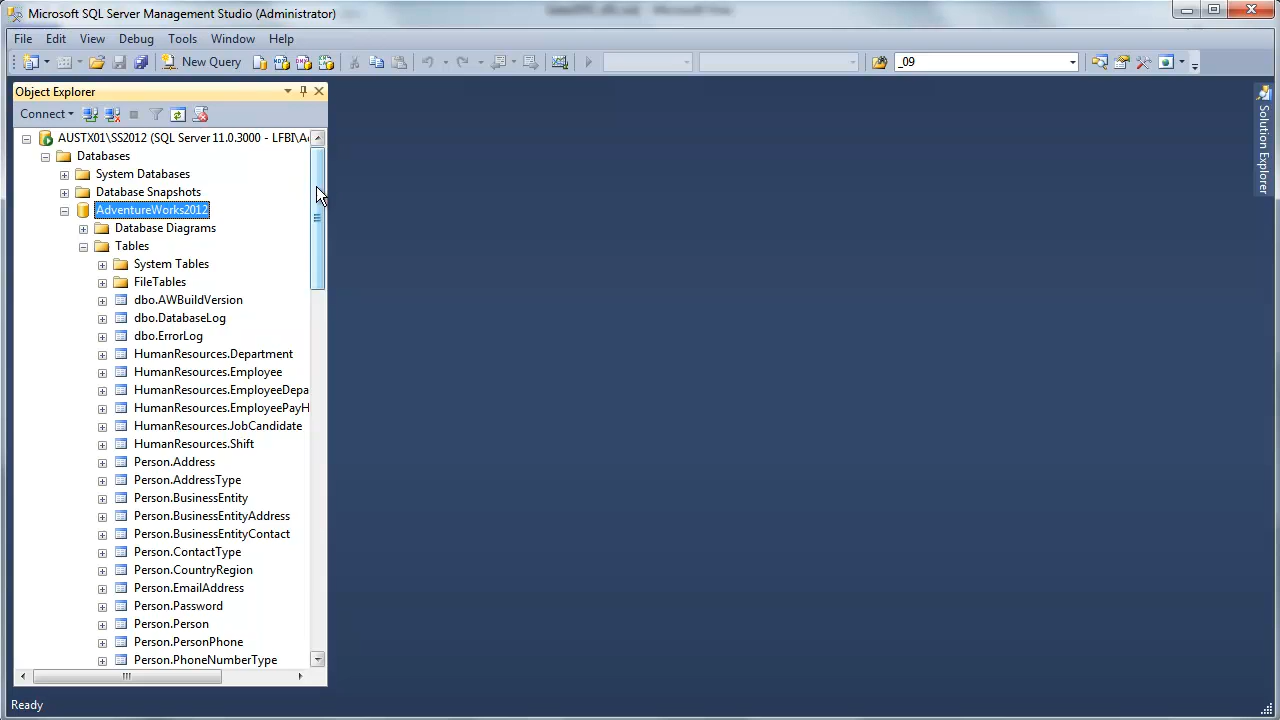 Microsoft SQL Server Management Studio (Administrator)
File Edit View Debug Tools Window Help
New Query _09
Object Explorer
Connect
AUSTX01\SS2012 (SQL Server 11.0.3000 - LFBI\A
Databases
System Databases
Database Snapshots
AdventureWorks2012
Database Diagrams
Tables
System Tables
FileTables
dbo.AWBuildVersion
dbo.DatabaseLog
dbo.ErrorLog
HumanResources.Department
HumanResources.Employee
HumanResources.EmployeeDepa
HumanResources.EmployeePayH
HumanResources.JobCandidate
HumanResources.Shift
Person.Address
Person.AddressType
Person.BusinessEntity
Person.BusinessEntityAddress
Person.BusinessEntityContact
Person.ContactType
Person.CountryRegion
Person.EmailAddress
Person.Password
Person.Person
Person.PersonPhone
Person.PhoneNumberType
Solution Explorer
Ready